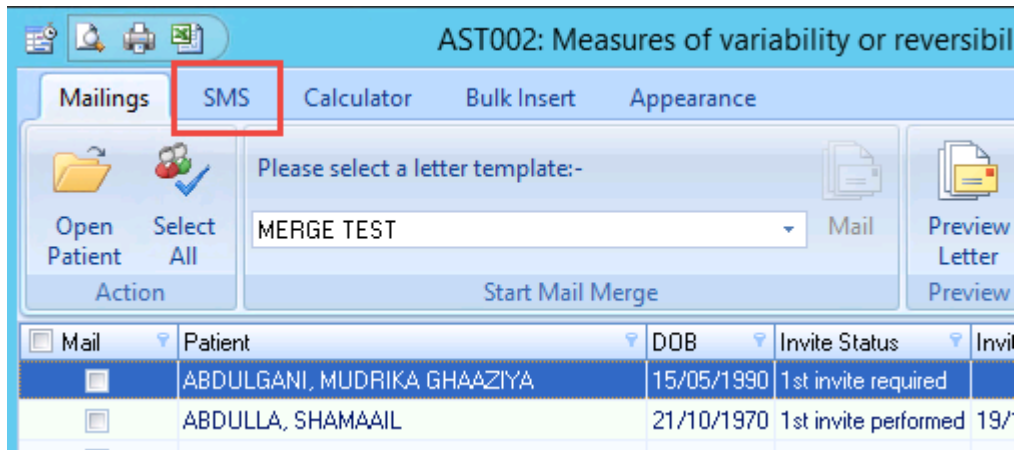 AST002: Measures of variability or reversibil
Mailings SMS Calculator Bulk Insert Appearance
Please select a letter template:-
Open Patient Select All MERGE TEST Mail Preview Letter
Action Start Mail Merge Preview
Mail Patient DOB Invite Status Invi
ABDULGANI, MUDRIKA GHAAZIYA 15/05/1990 1st invite required
ABDULLA, SHAMAAIL 21/10/1970 1st invite performed 19/